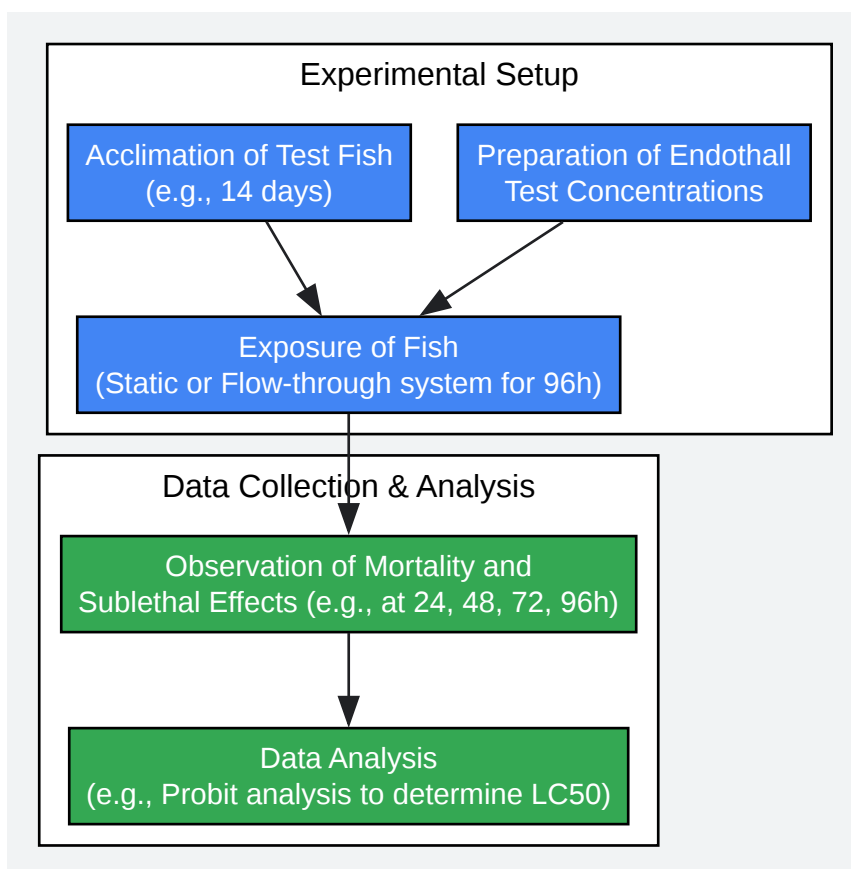 Experimental Setup
Acclimation of Test Fish
(e.g., 14 days)
Preparation of Endothall
Test Concentrations
Exposure of Fish
(Static or Flow-through system for 96h)
Data Collection & Analysis
Observation of Mortality and
Sublethal Effects (e.g., at 24, 48, 72, 96h)
Data Analysis
(e.g., Probit analysis to determine LC50)